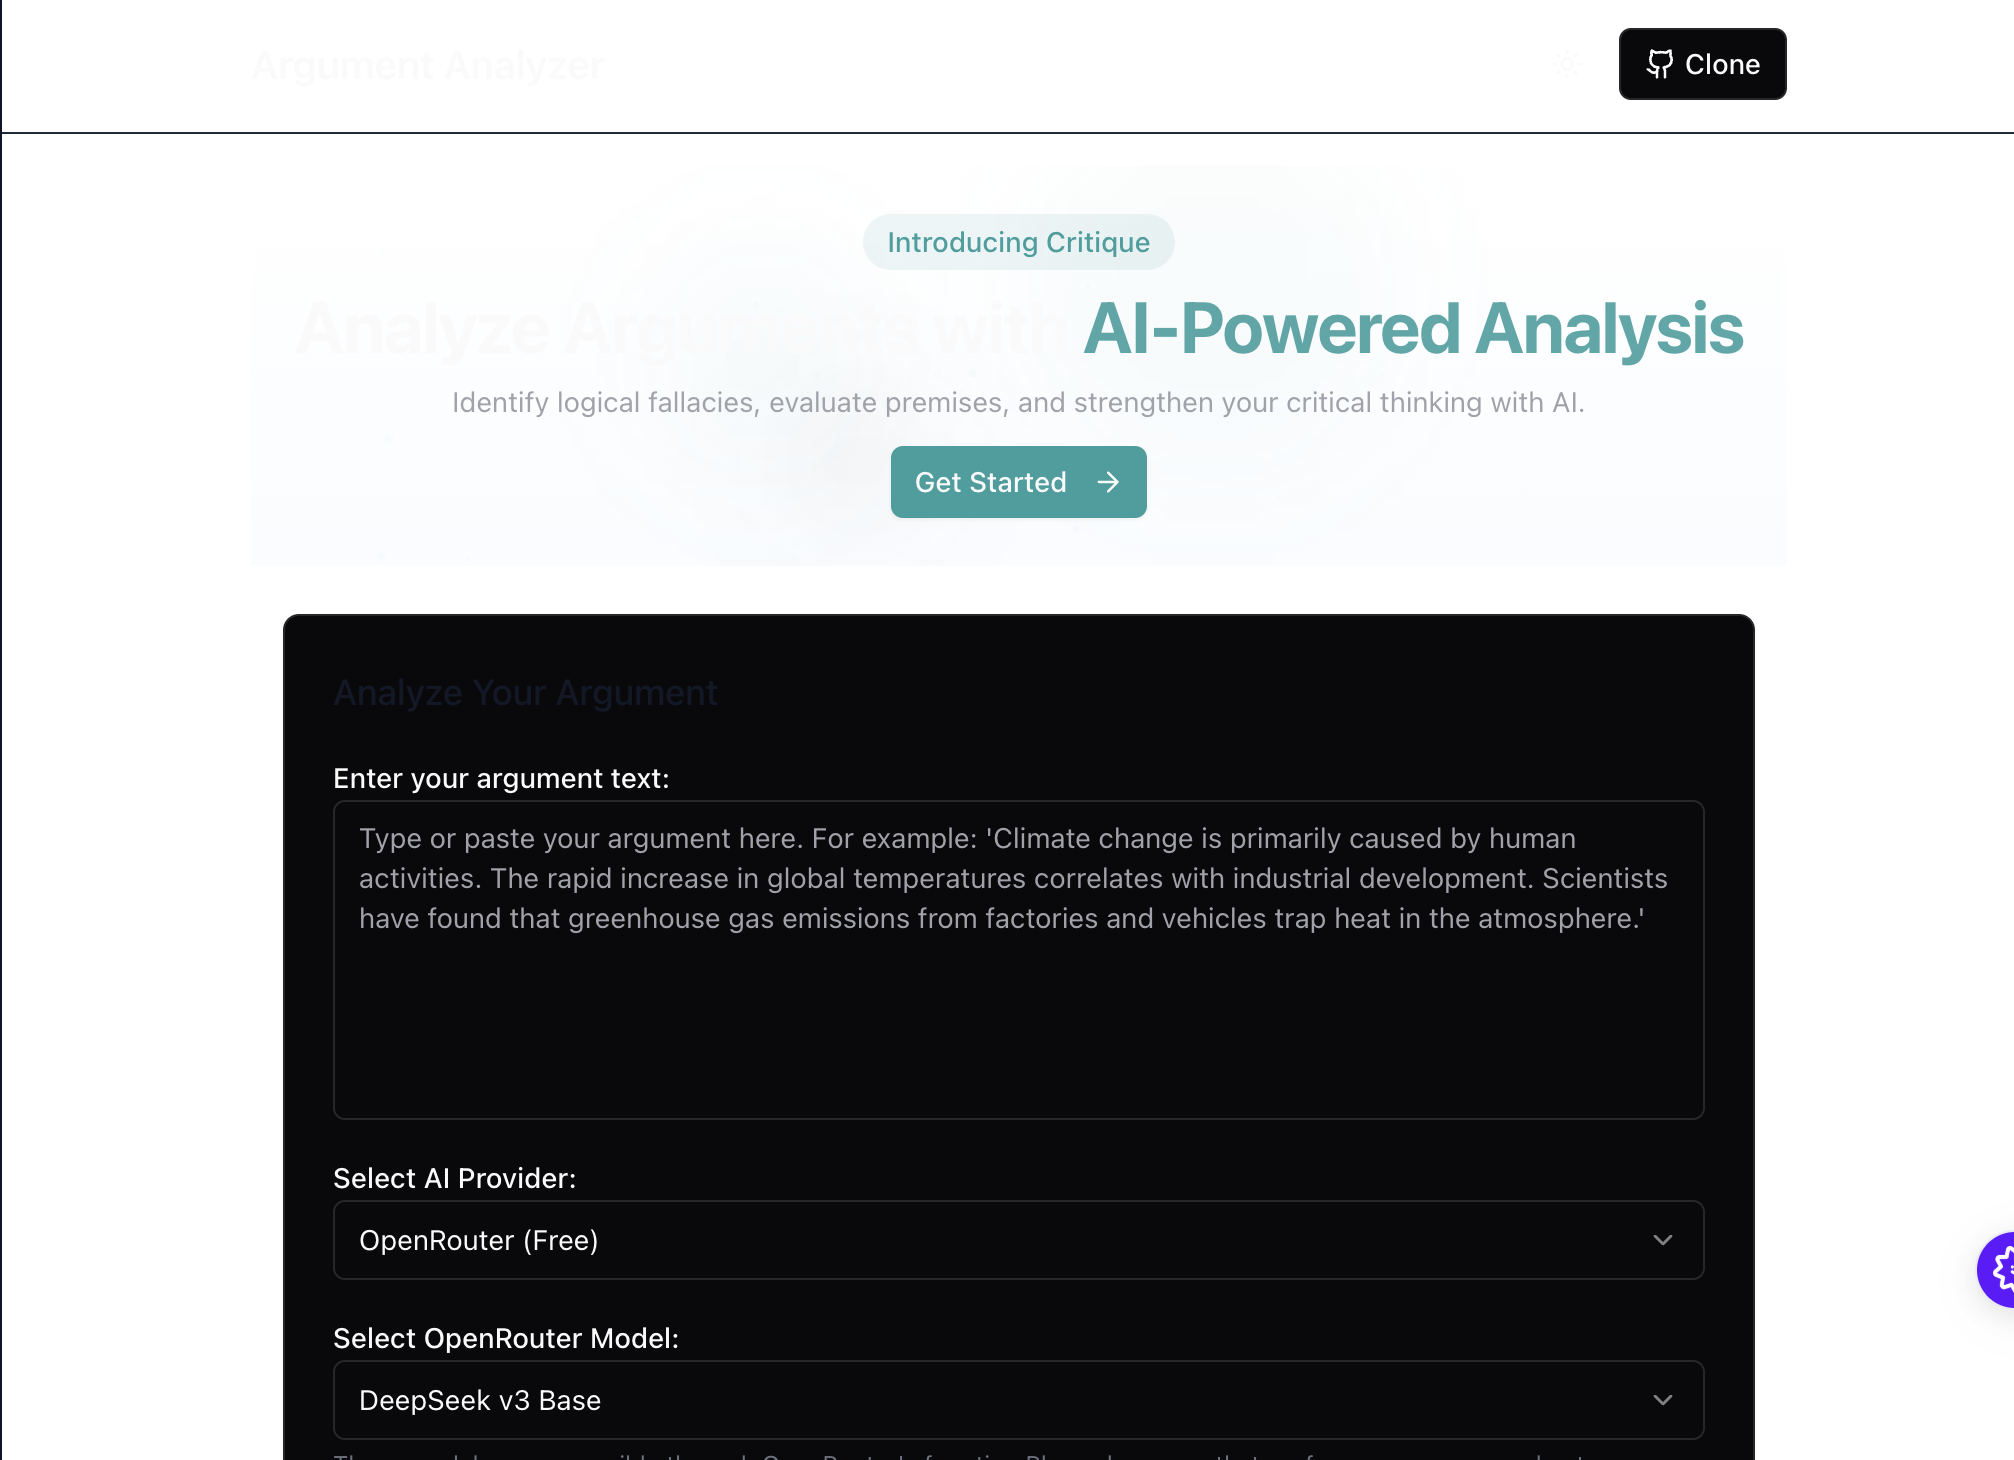 Argument Analyzer
Clone
Introducing Critique
Analyze Arguments with AI-Powered Analysis
Identify logical fallacies, evaluate premises, and strengthen your critical thinking with AI.
Get Started
Analyze Your Argument
Enter your argument text:
Type or paste your argument here. For example: 'Climate change is primarily caused by human
activities. The rapid increase in global temperatures correlates with industrial development. Scientists
have found that greenhouse gas emissions from factories and vehicles trap heat in the atmosphere.'
Select AI Provider:
OpenRouter (Free)
Select OpenRouter Model:
DeepSeek v3 Base